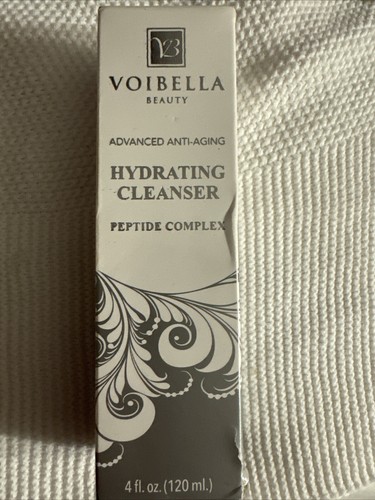 VB
VOIBELLA
BEAUTY
ADVANCED ANTI-AGING
HYDRATING
CLEANSER
PEPTIDE COMPLEX
4 fl. oz. (120 ml.)